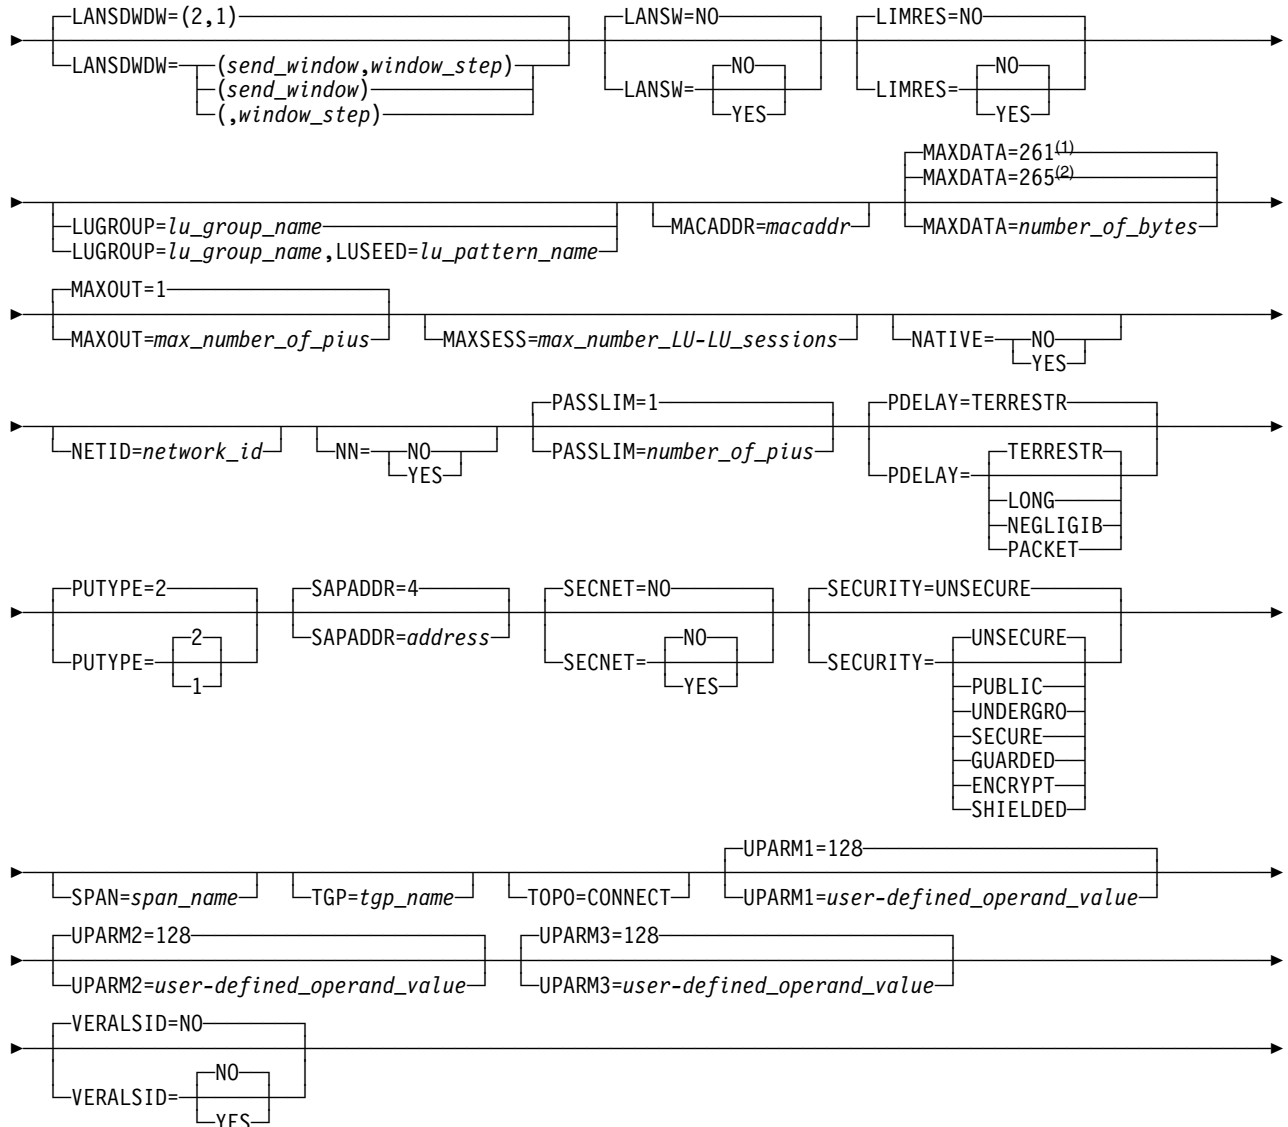 LANSDWDW=(2,1) LANSW=NO LIMRES=NO
LANSDWDW= (send_window,window_step) NO NO
(send_window) LANSW= LIMRES=
(,window_step) YES YES
MAXDATA=261(1)
MAXDATA=265(2)
LUGROUP=lu_group_name MACADDR=macaddr MAXDATA=number_of_bytes
LUGROUP=lu_group_name,LUSEED=lu_pattern_name
MAXOUT=1
MAXOUT=max_number_of_pius MAXSESS=max_number_LU-LU_sessions NATIVE= NO
YES
PASSLIM=1 PDELAY=TERRESTR
NETID=network_id NN= NO PASSLIM=number_of_pius TERRESTR
YES PDELAY=
LONG
NEGLIGIB
PACKET
PUTYPE=2 SAPADDR=4 SECNET=NO SECURITY=UNSECURE
2 SAPADDR=address NO UNSECURE
PUTYPE= SECNET= SECURITY=
1 YES PUBLIC
UNDERGRO
SECURE
GUARDED
ENCRYPT
SHIELDED
UPARM1=128
SPAN=span_name TGP=tgp_name TOPO=CONNECT UPARM1=user-defined_operand_value
UPARM2=128 UPARM3=128
UPARM2=user-defined_operand_value UPARM3=user-defined_operand_value
VERALSID=NO
NO
VERALSID=
YES